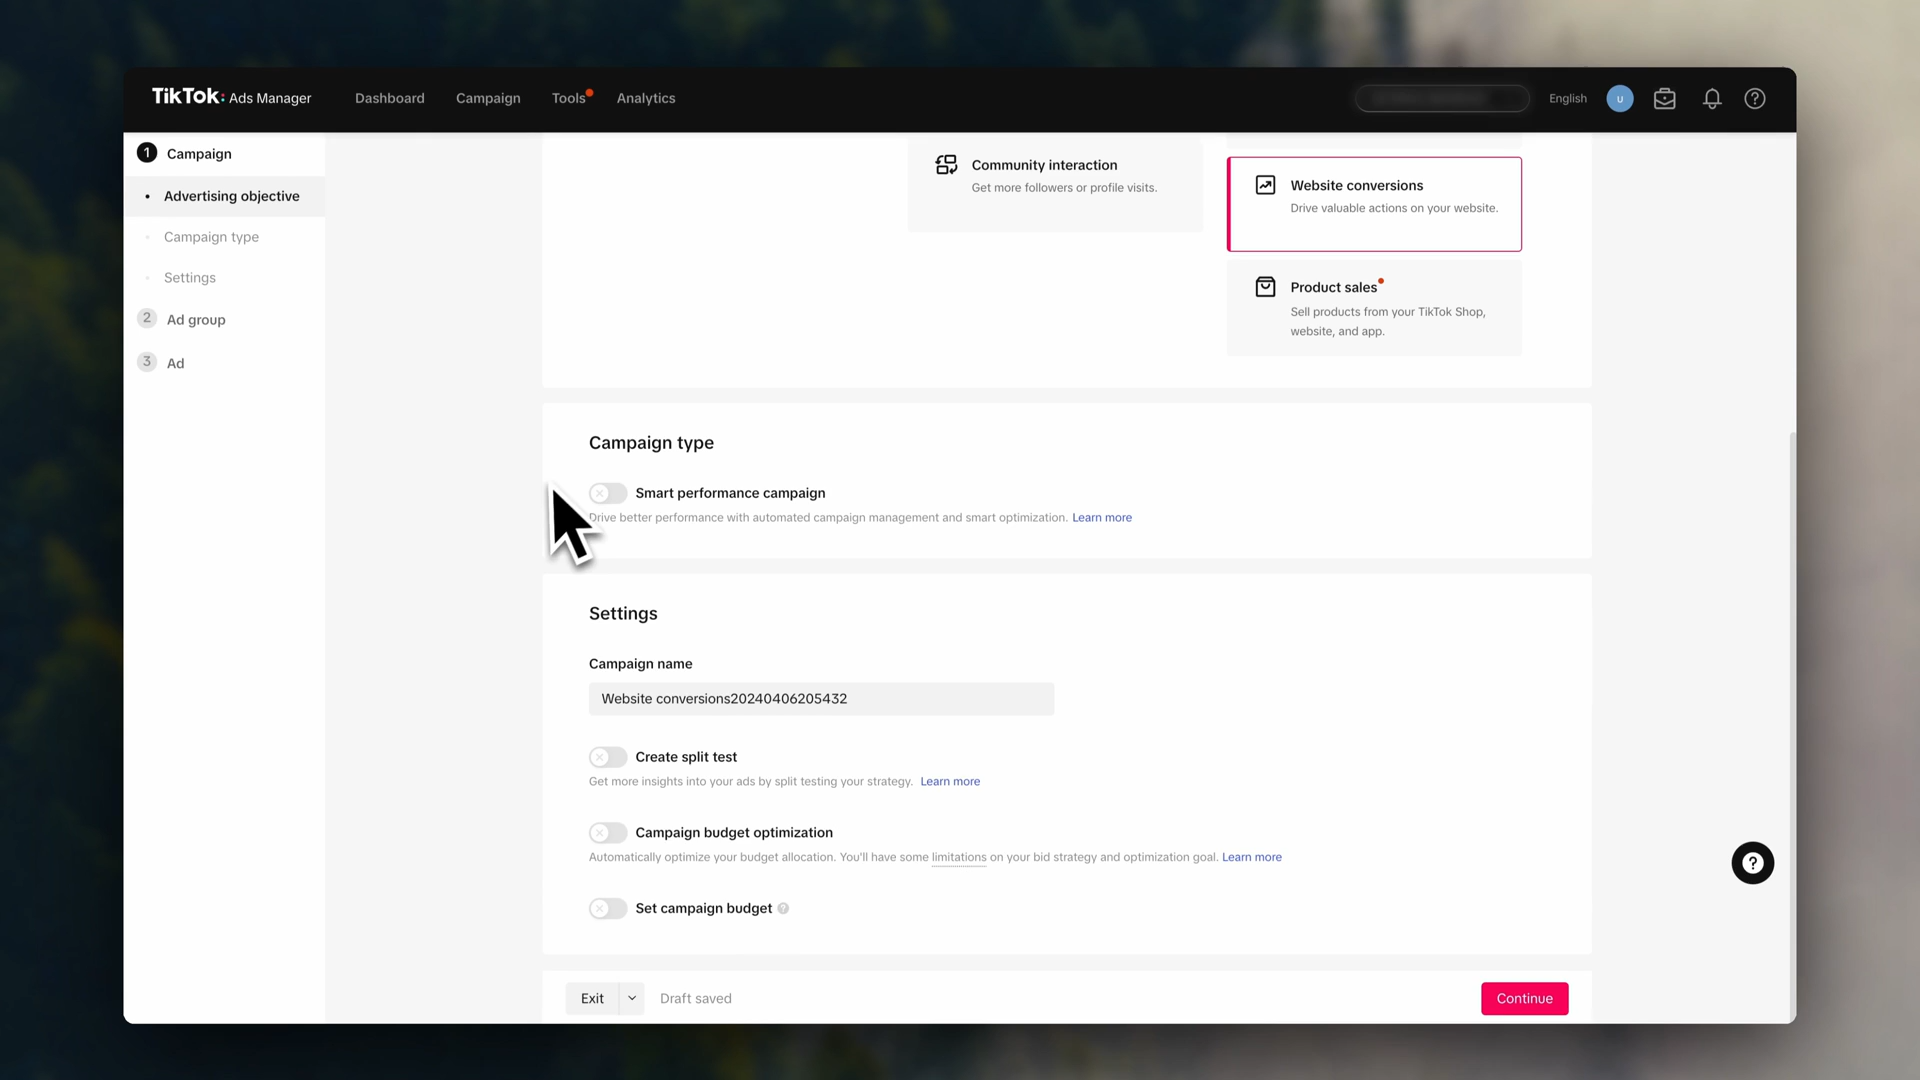 TikTok: Ads Manager
Dashboard
Campaign
Tools
Analytics
English
U
1 Campaign
Advertising objective
Campaign type
Settings
2 Ad group
3 Ad
Community interaction
Get more followers or profile visits.
Website conversions
Drive valuable actions on your website.
Product sales
Sell products from your TikTok Shop,
website, and app.
Campaign type
Smart performance campaign
Drive better performance with automated campaign management and smart optimization. Learn more
Settings
Campaign name
Website conversions20240406205432
Create split test
Get more insights into your ads by split testing your strategy. Learn more
Campaign budget optimization
Automatically optimize your budget allocation. You'll have some limitations on your bid strategy and optimization goal. Learn more
Set campaign budget ?
?
Exit
Draft saved
Continue